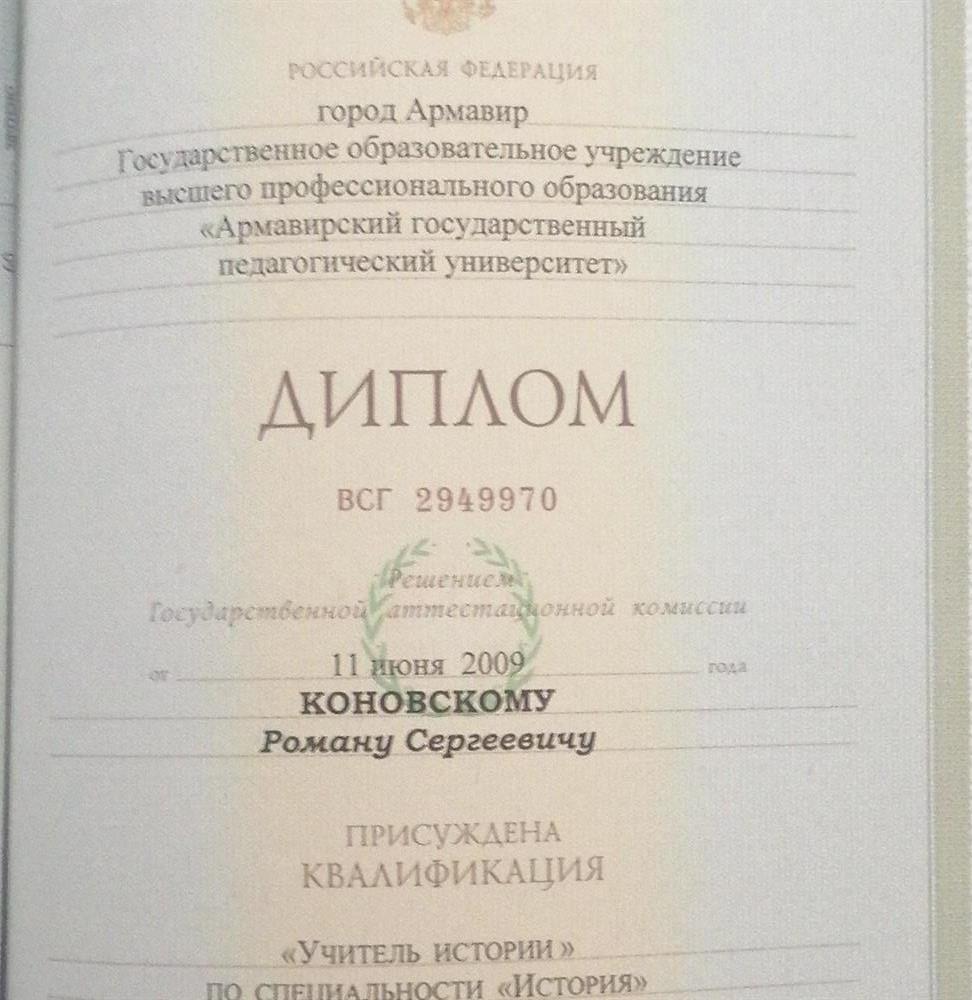 РОССИЙСКАЯ ФЕДЕРАЦИЯ
город Армавир
Государственное образовательное учреждение
высшего профессионального образования
«Армавирский государственный
педагогический университет»
ДИПЛОМ
ВСГ 2949970
Решением
Государственной аттестационной комиссии
от 11 июня 2009 года
КОНОВСКОМУ
Роману Сергеевичу
ПРИСУЖДЕНА
КВАЛИФИКАЦИЯ
«Учитель истории»
по специальности «История»